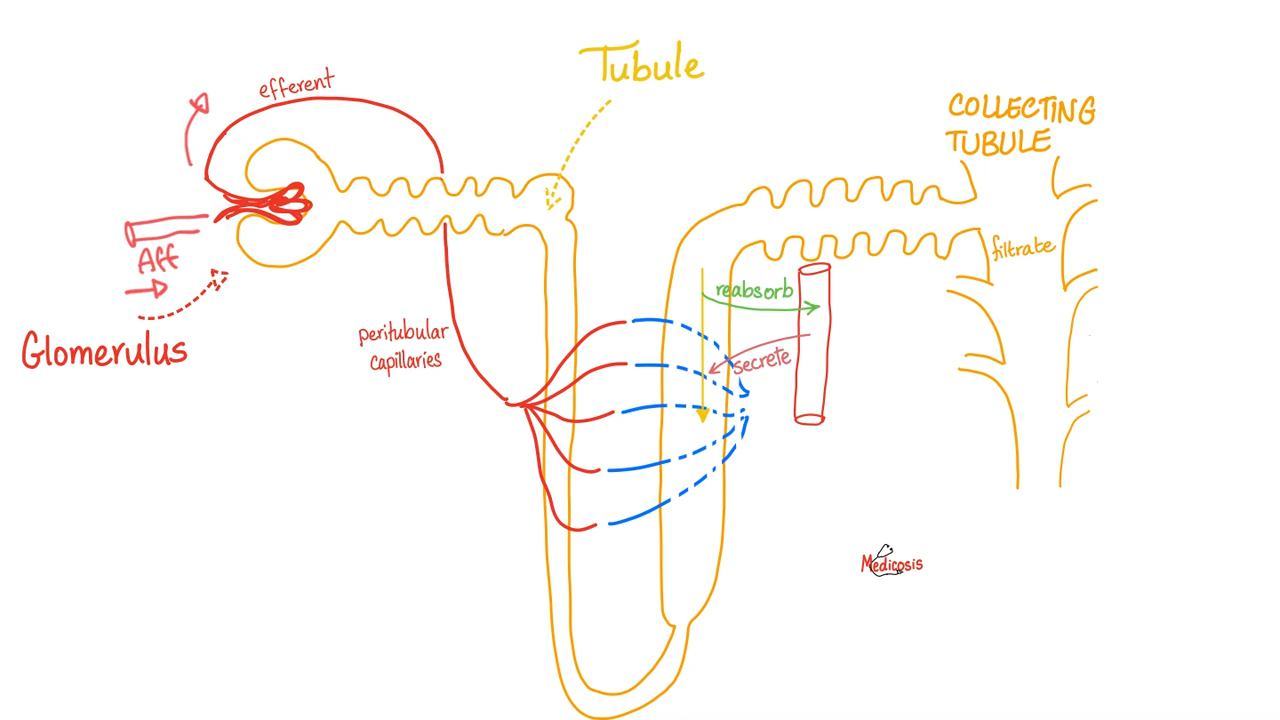 Tubule
efferent
COLLECTING
TUBULE
Aff
filtrate
reabsorb
peritubular
capillaries
Glomerulus
secrete
Medicosis